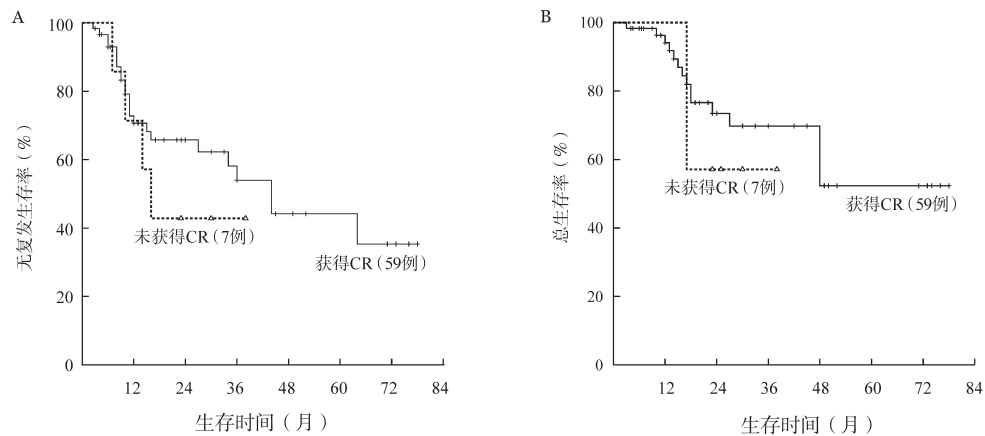 A
无复发生存率（%）
100
80
60
40
20
0
未获得CR（7例）
获得CR（59例）
12 24 36 48 60 72 84
生存时间（月）
B
总生存率（%）
100
80
60
40
20
0
未获得CR（7例）
获得CR（59例）
12 24 36 48 60 72 84
生存时间（月）